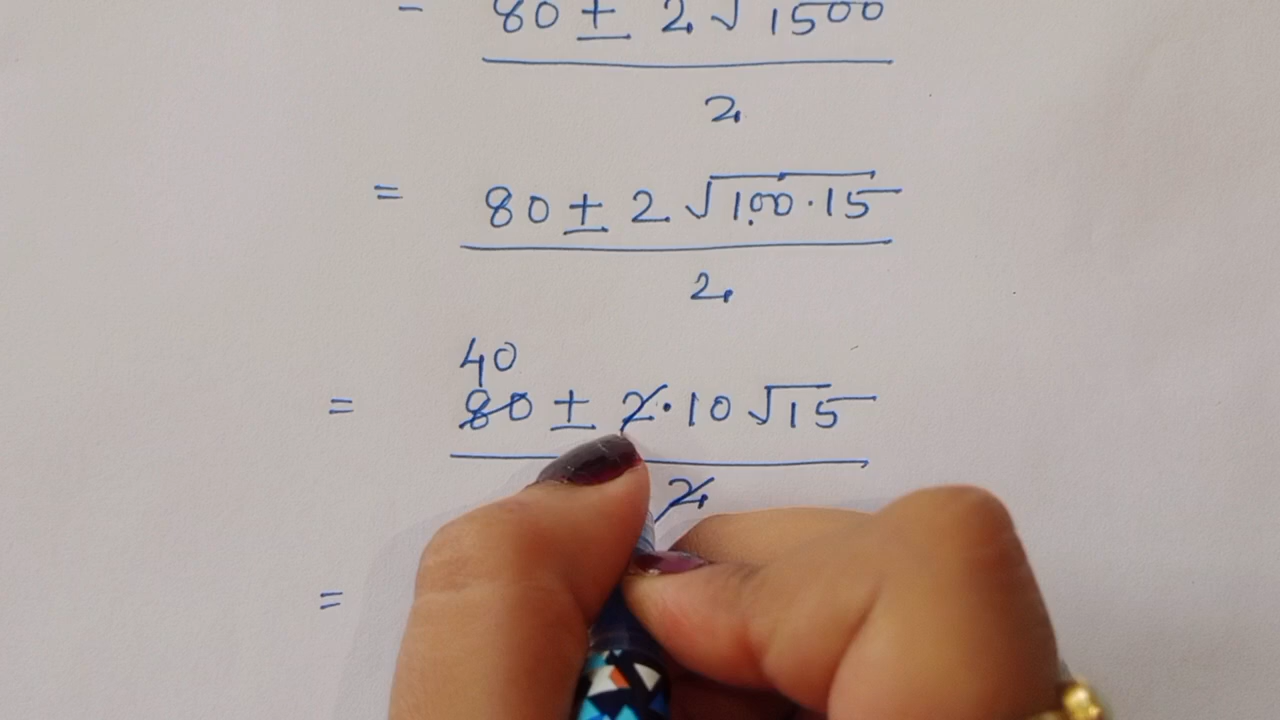 = 80 ± 2√1500
2
= 80 ± 2√100·15
2
40
= 80 ± 2·10√15
2
=